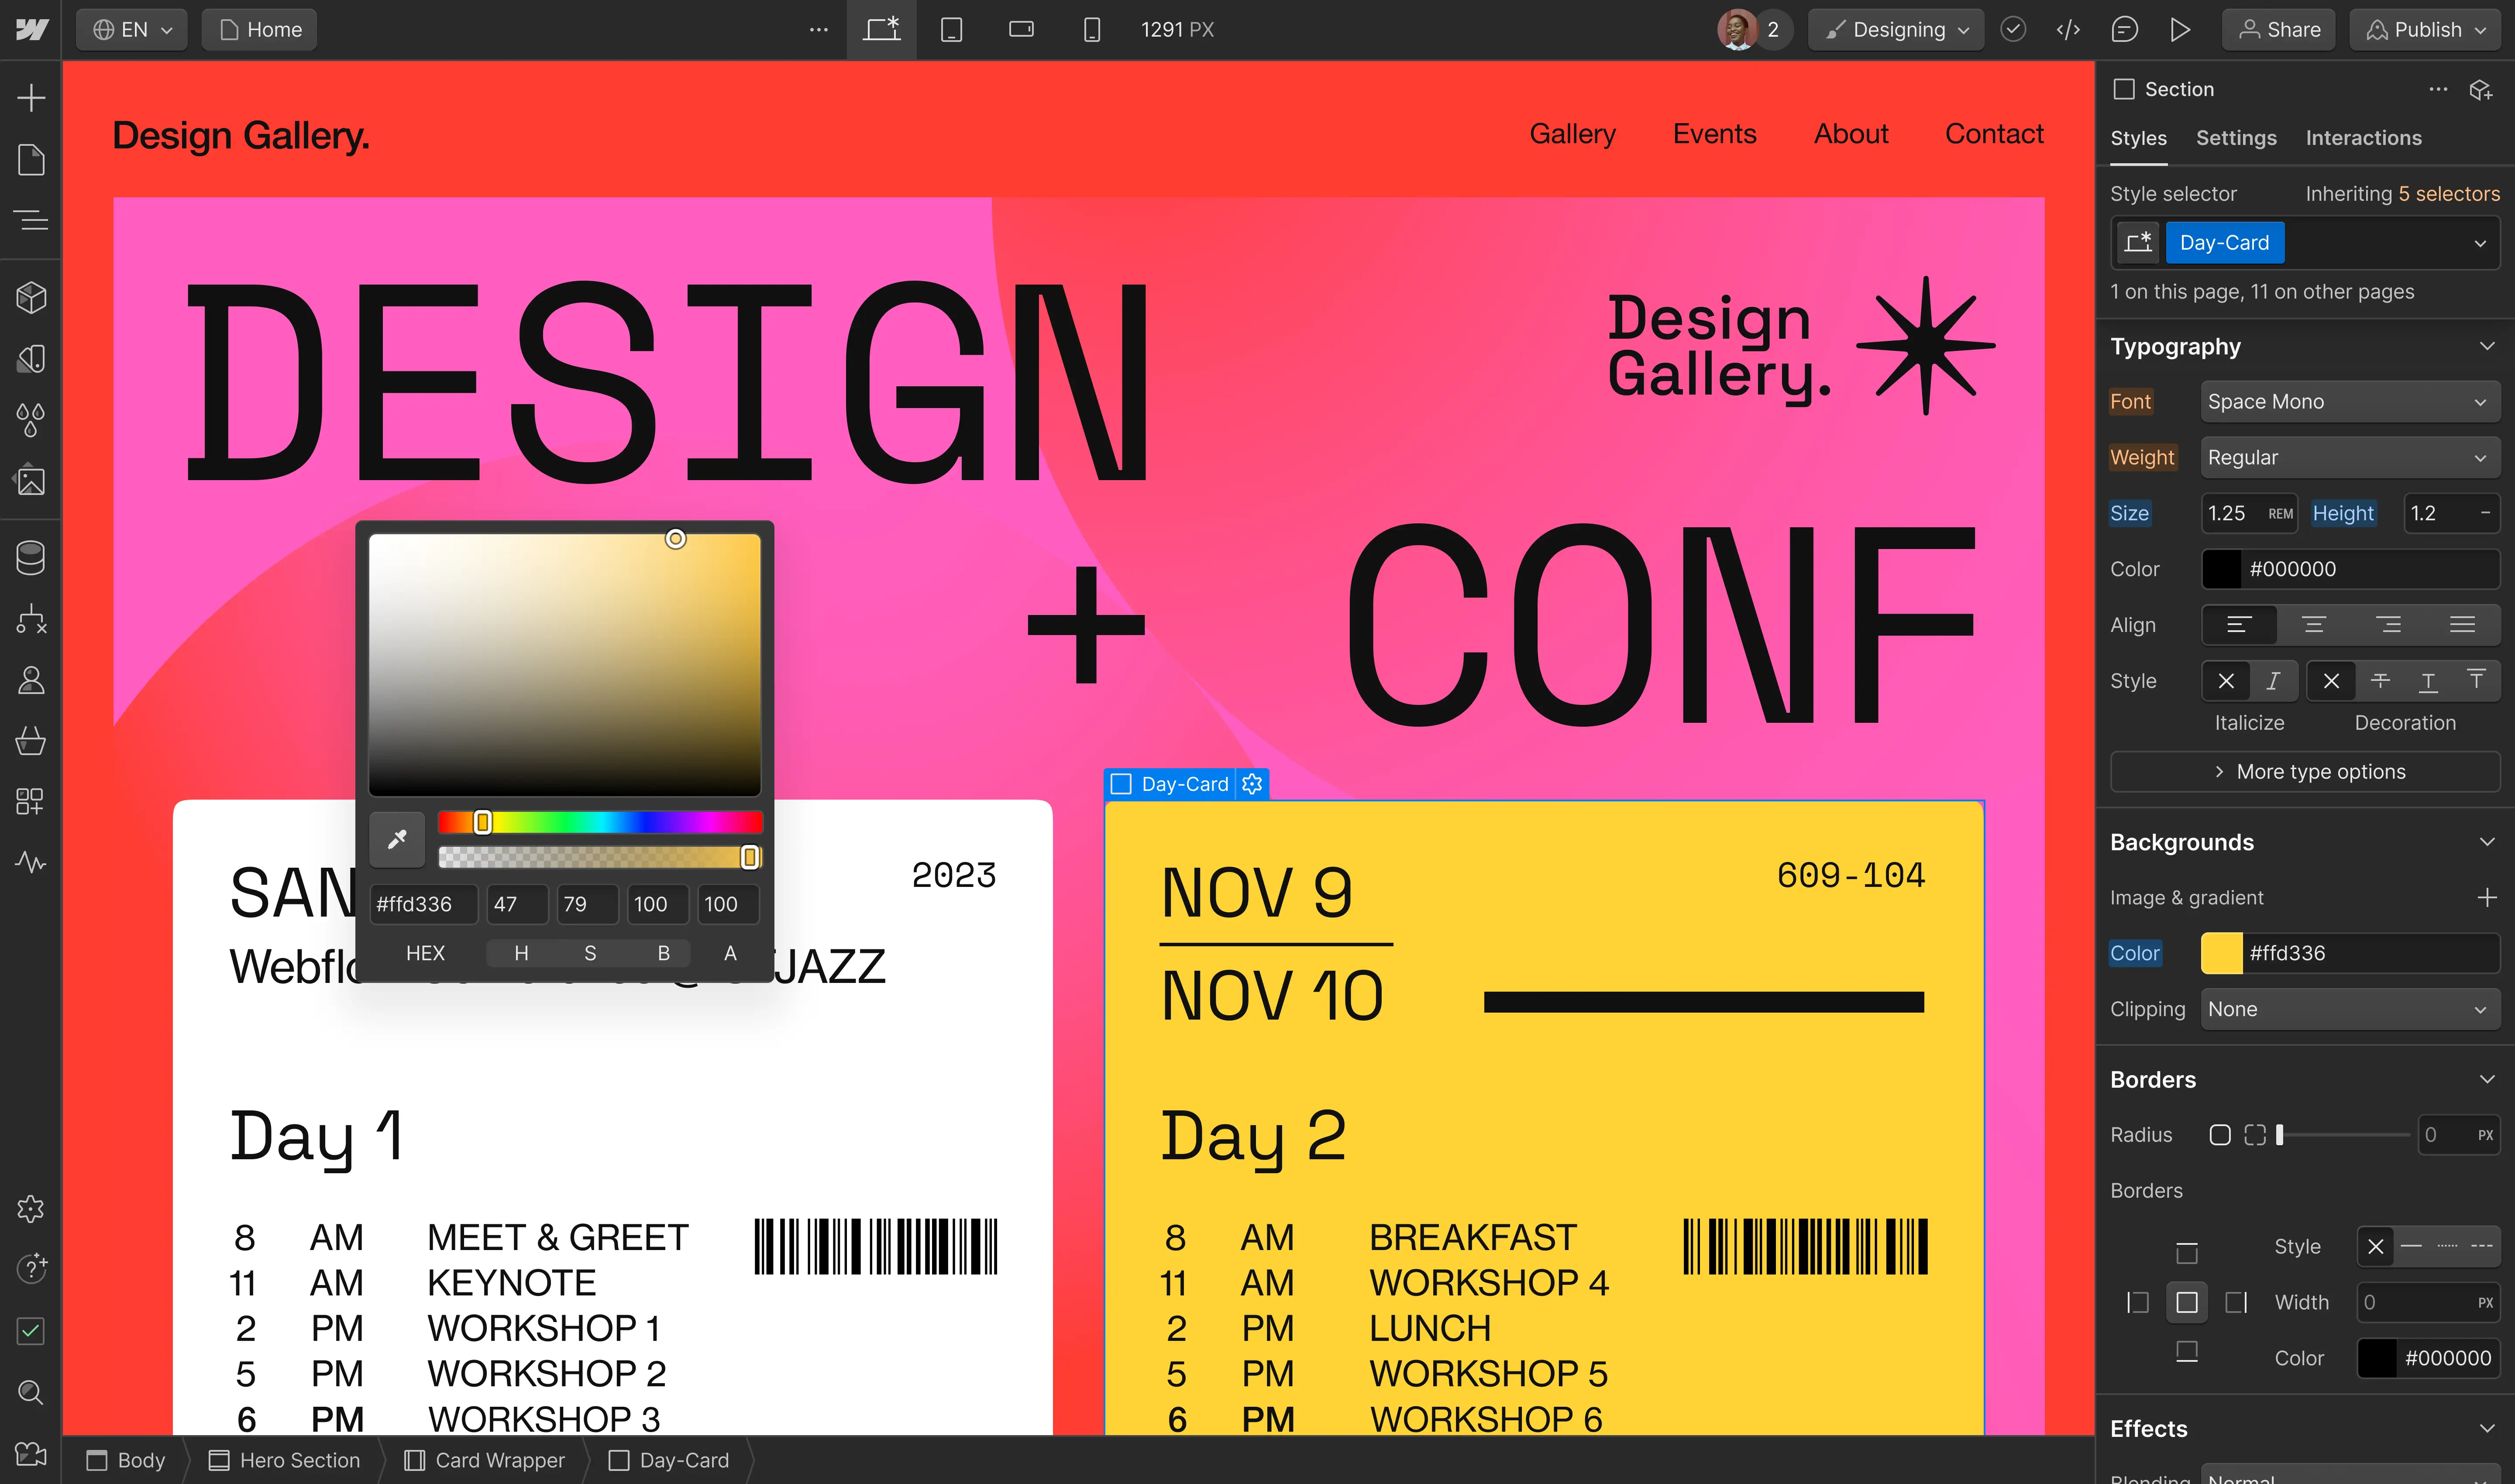 EN
Home
1291 PX
2
Designing
Share
Publish
Design Gallery.
Gallery
Events
About
Contact
DESIGN
Design
Gallery.
+
CONF
#ffd336
47
79
100
100
HEX
H
S
B
A
SAN
2023
Webflo
JAZZ
Day 1
8 AM MEET & GREET
11 AM KEYNOTE
2 PM WORKSHOP 1
5 PM WORKSHOP 2
6 PM WORKSHOP 3
Day-Card
NOV 9
609-104
NOV 10
Day 2
8 AM BREAKFAST
11 AM WORKSHOP 4
2 PM LUNCH
5 PM WORKSHOP 5
6 PM WORKSHOP 6
Body
Hero Section
Card Wrapper
Day-Card
Section
Styles
Settings
Interactions
Style selector
Inheriting 5 selectors
Day-Card
1 on this page, 11 on other pages
Typography
Font
Space Mono
Weight
Regular
Size
1.25 REM
Height
1.2 –
Color
#000000
Align
Style
Italicize
Decoration
More type options
Backgrounds
Image & gradient
Color
#ffd336
Clipping
None
Borders
Radius
0 PX
Borders
Style
Width
0 PX
Color
#000000
Effects
Blending
Normal